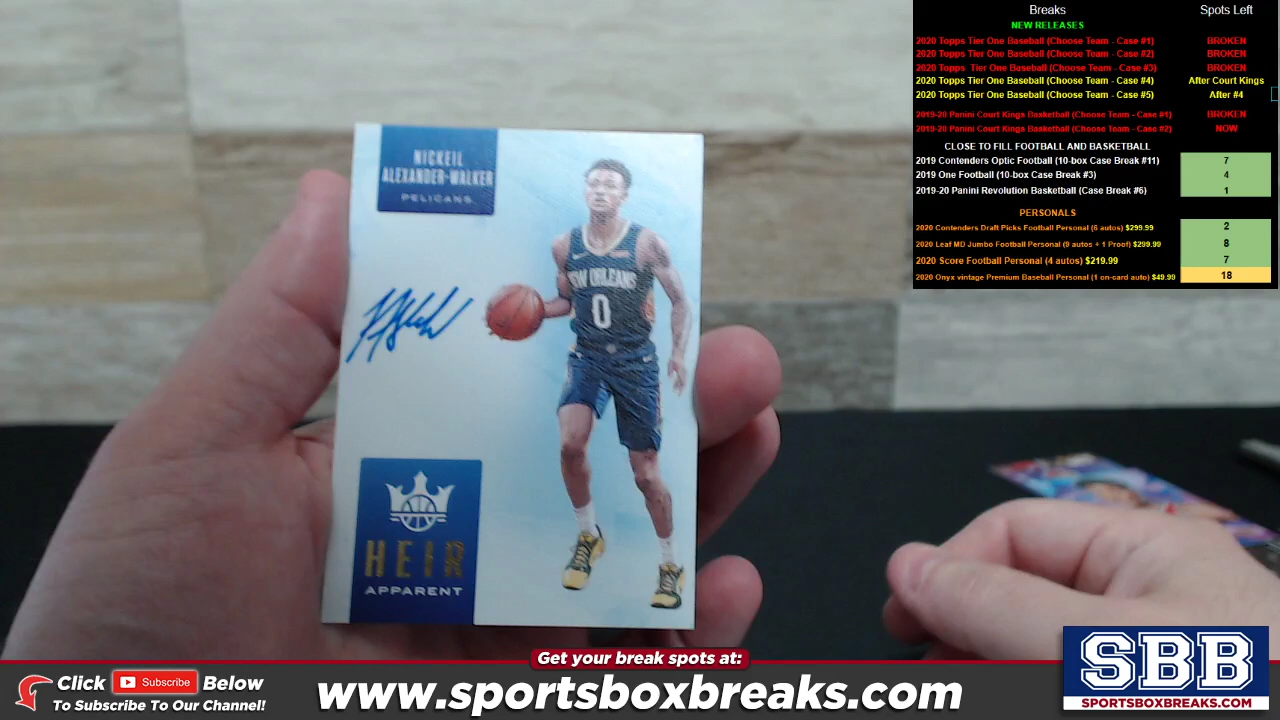 Breaks Spots Left
NEW RELEASES
2020 Topps Tier One Baseball (Choose Team - Case #1) BROKEN
2020 Topps Tier One Baseball (Choose Team - Case #2) BROKEN
2020 Topps Tier One Baseball (Choose Team - Case #3) BROKEN
2020 Topps Tier One Baseball (Choose Team - Case #4) After Court Kings
2020 Topps Tier One Baseball (Choose Team - Case #5) After #4
2019-20 Panini Court Kings Basketball (Choose Team - Case #1) BROKEN
2019-20 Panini Court Kings Basketball (Choose Team - Case #2) NOW
CLOSE TO FILL FOOTBALL AND BASKETBALL
2019 Contenders Optic Football (10-box Case Break #11) 7
2019 One Football (10-box Case Break #3) 4
2019-20 Panini Revolution Basketball (Case Break #6) 1
PERSONALS
2020 Contenders Draft Picks Football Personal (6 autos) $299.99 2
2020 Leaf MD Jumbo Football Personal (9 autos + 1 Proof) $299.99 8
2020 Score Football Personal (4 autos) $219.99 7
2020 Onyx vintage Premium Baseball Personal (1 on-card auto) $49.99 18
NICKEIL
ALEXANDER-WALKER
PELICANS
NEW ORLEANS
0
HEIR
APPARENT
Get your break spots at:
Click Subscribe Below
To Subscribe To Our Channel!
www.sportsboxbreaks.com
SBB
SPORTSBOXBREAKS.COM